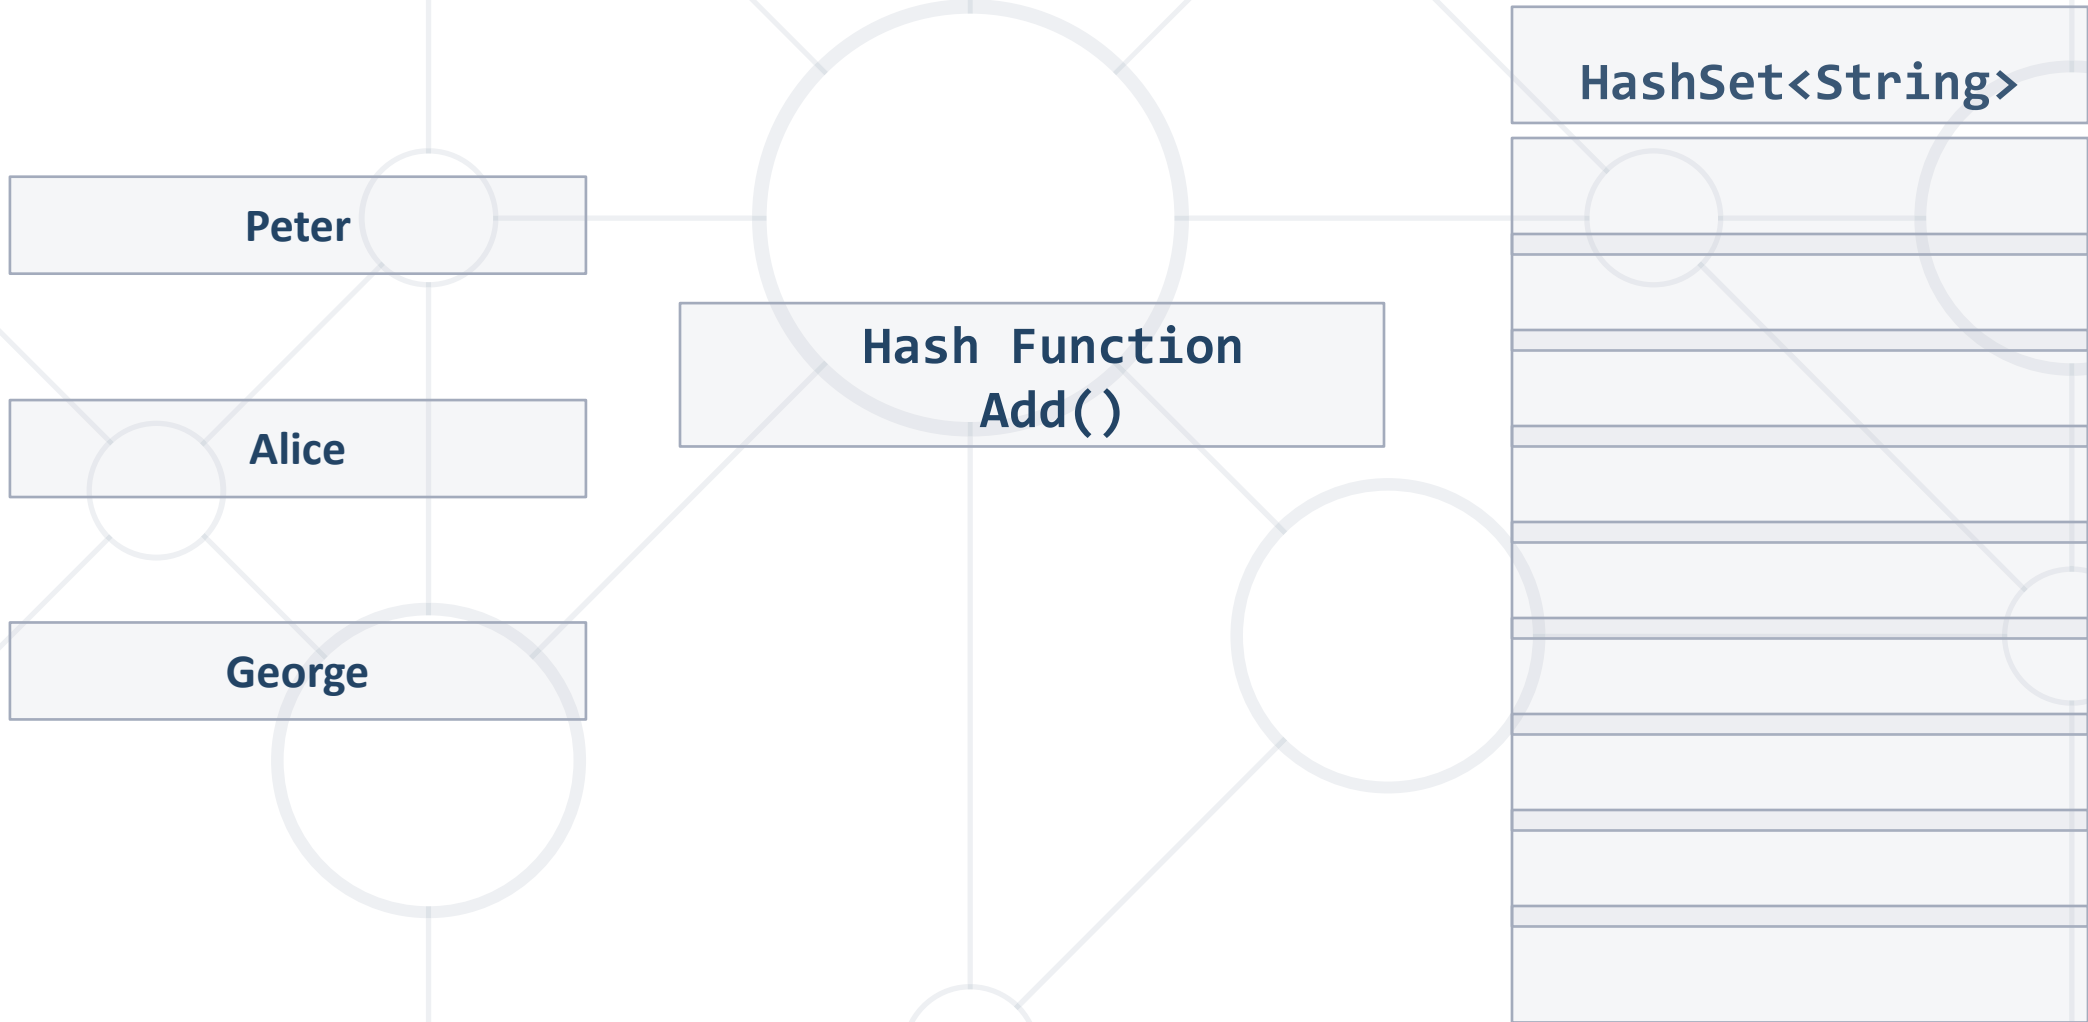 HashSet<String>
Peter
Hash Function
Add()
Alice
George